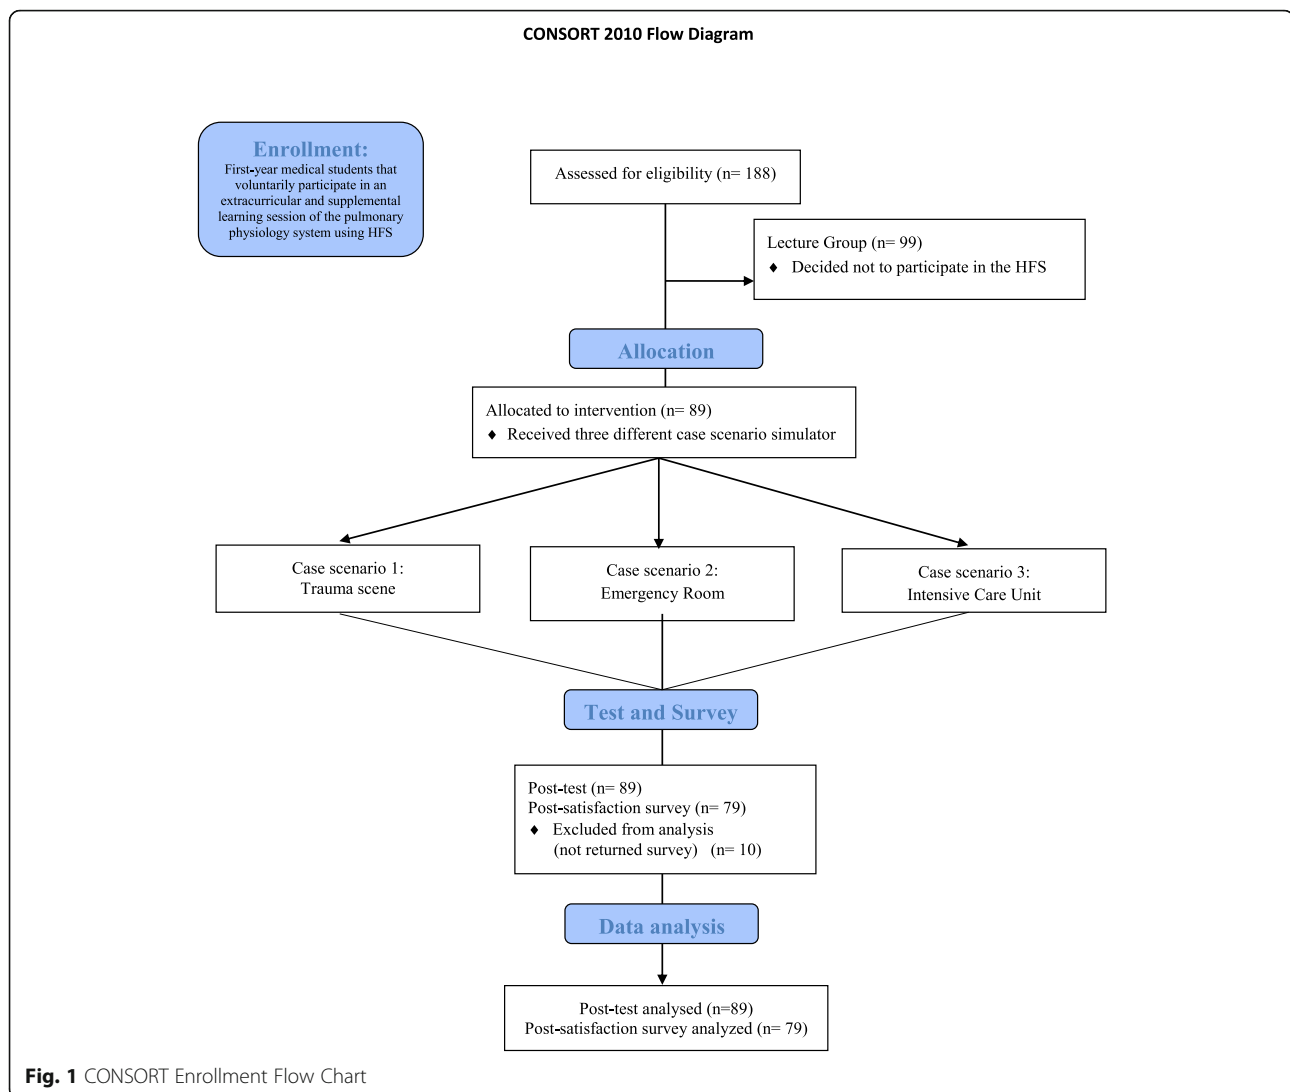 CONSORT 2010 Flow Diagram
Enrollment:
First-year medical students that
voluntarily participate in an
extracurricular and supplemental
learning session of the pulmonary
physiology system using HFS
Assessed for eligibility (n= 188)
Lecture Group (n= 99)
♦ Decided not to participate in the HFS
Allocation
Allocated to intervention (n= 89)
♦ Received three different case scenario simulator
Case scenario 1:
Trauma scene
Case scenario 2:
Emergency Room
Case scenario 3:
Intensive Care Unit
Test and Survey
Post-test (n= 89)
Post-satisfaction survey (n= 79)
♦ Excluded from analysis
(not returned survey) (n= 10)
Data analysis
Post-test analysed (n=89)
Post-satisfaction survey analyzed (n= 79)
Fig. 1 CONSORT Enrollment Flow Chart